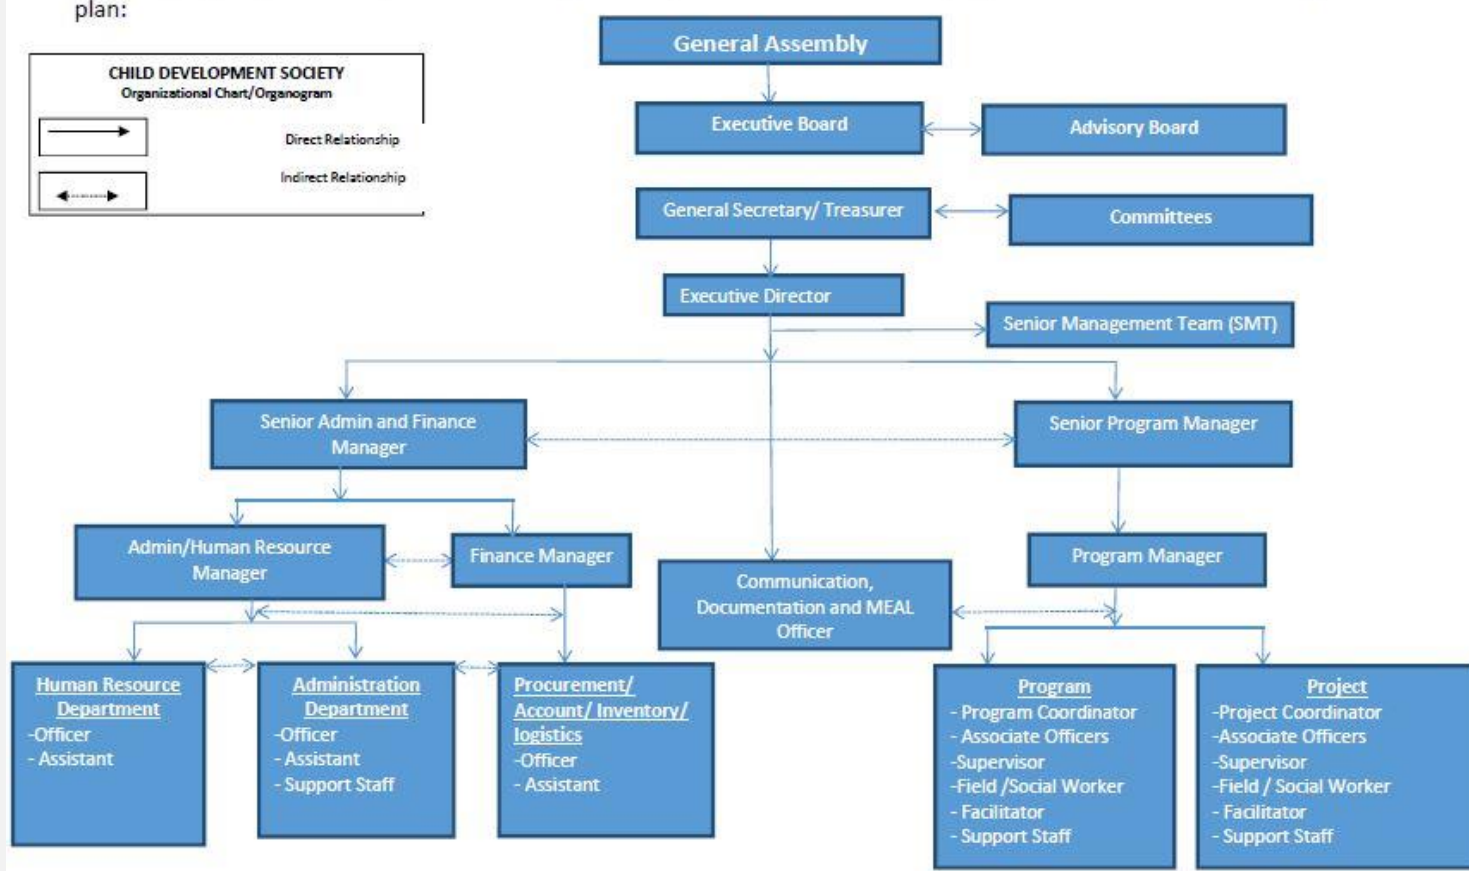 plan:
CHILD DEVELOPMENT SOCIETY
Organizational Chart/Organogram
Direct Relationship
Indirect Relationship
General Assembly
Executive Board
Advisory Board
General Secretary/ Treasurer
Committees
Executive Director
Senior Management Team (SMT)
Senior Admin and Finance
Manager
Senior Program Manager
Admin/Human Resource
Manager
Finance Manager
Communication,
Documentation and MEAL
Officer
Program Manager
Human Resource
Department
-Officer
- Assistant
Administration
Department
-Officer
- Assistant
- Support Staff
Procurement/
Account/ Inventory/
logistics
-Officer
- Assistant
Program
- Program Coordinator
- Associate Officers
-Supervisor
-Field /Social Worker
- Facilitator
- Support Staff
Project
-Project Coordinator
-Associate Officers
-Supervisor
-Field / Social Worker
- Facilitator
- Support Staff